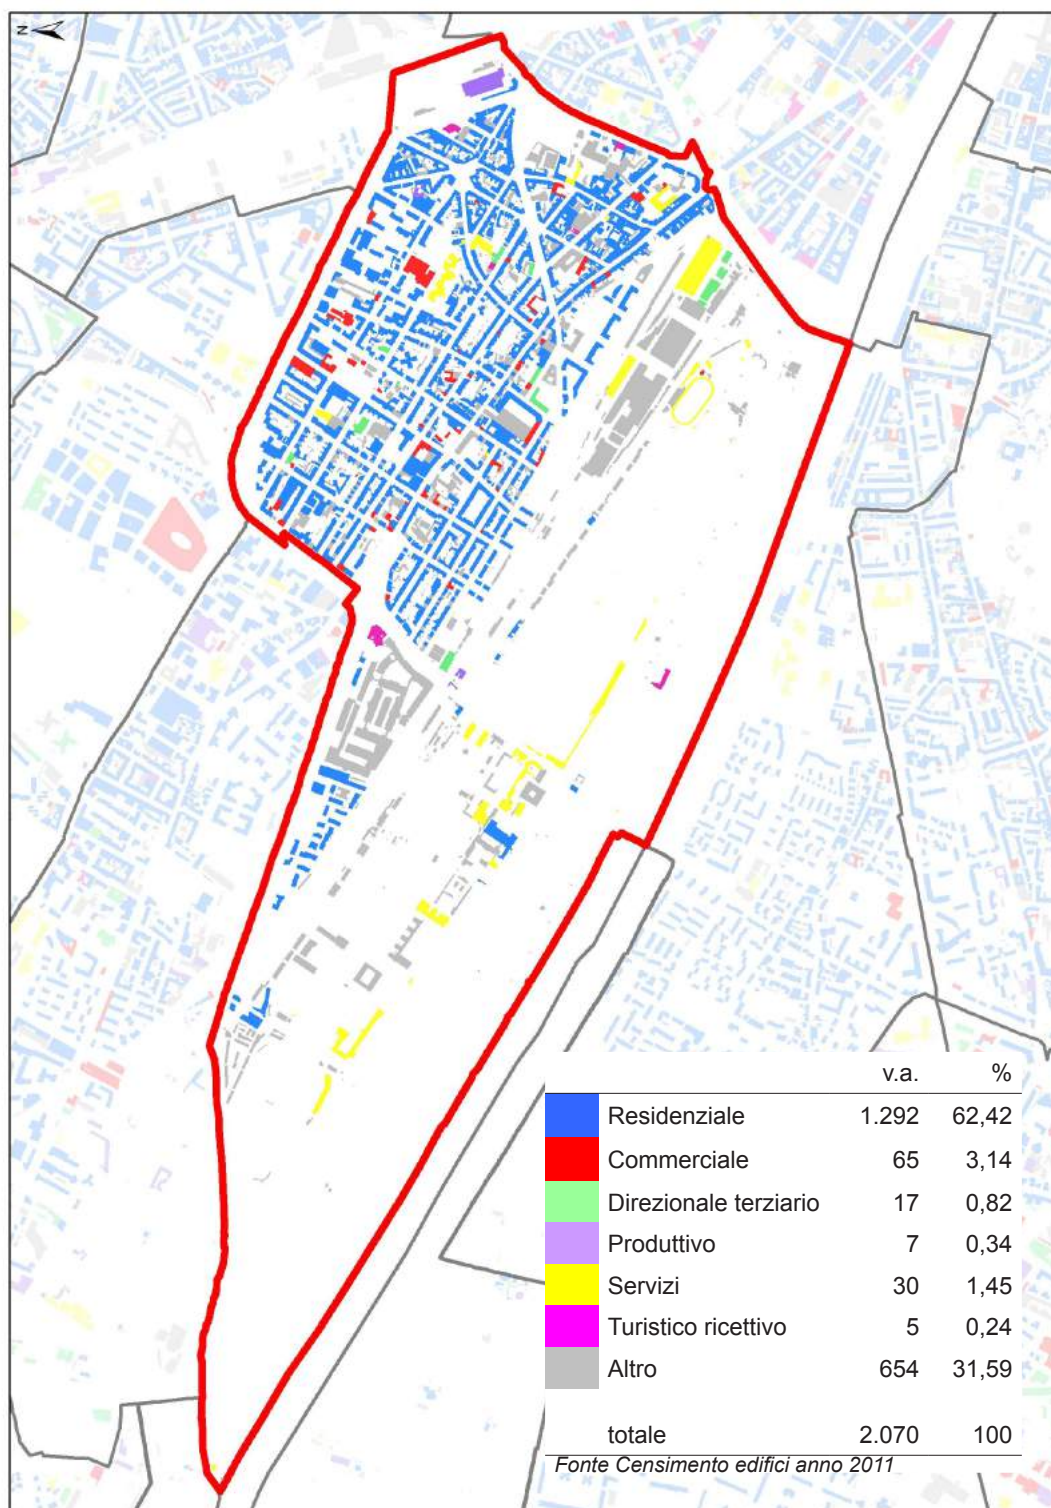 N
v.a. %
Residenziale 1.292 62,42
Commerciale 65 3,14
Direzionale terziario 17 0,82
Produttivo 7 0,34
Servizi 30 1,45
Turistico ricettivo 5 0,24
Altro 654 31,59
totale 2.070 100
Fonte Censimento edifici anno 2011